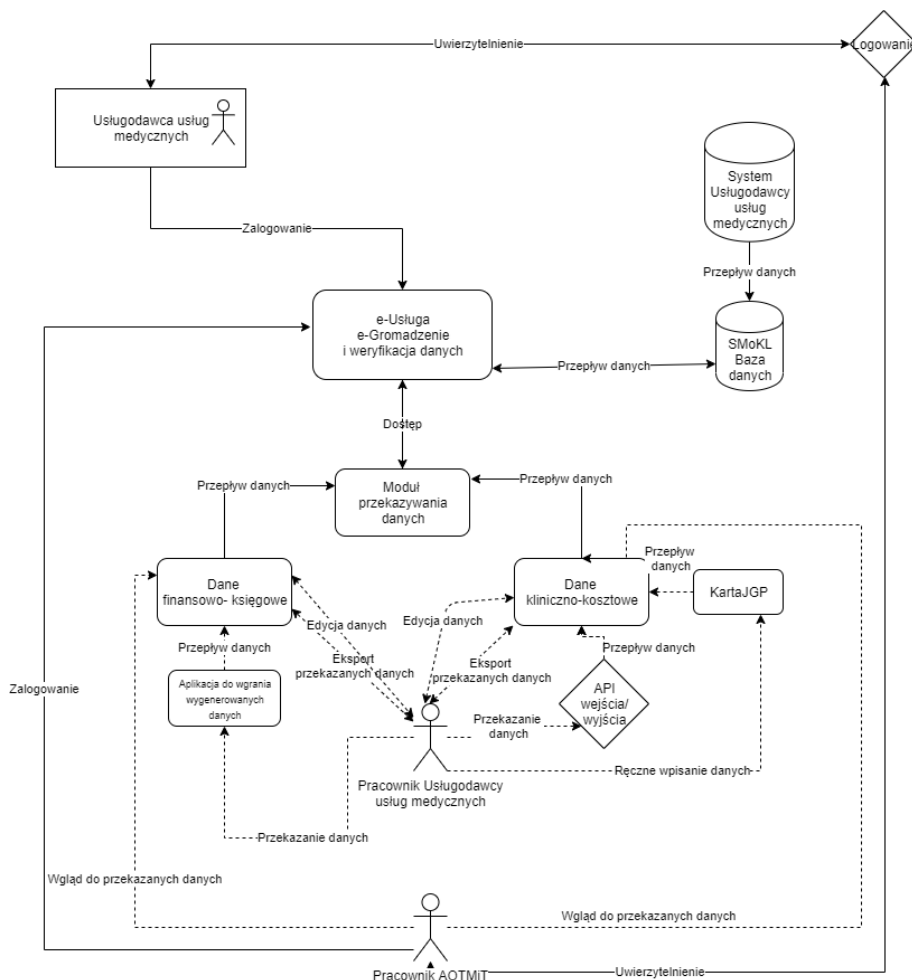 Uwierzytelnienie
Logowanie
Usługodawca usług
medycznych
System
Usługodawcy
usług
medycznych
Zalogowanie
Przepływ danych
e-Usługa
e-Gromadzenie
i weryfikacja danych
SMoKL
Baza
danych
Przepływ danych
Dostęp
Przepływ danych
Moduł
przekazywania
danych
Przepływ danych
Dane
finansowo- księgowe
Dane
kliniczno-kosztowe
Przepływ
danych
KartaJGP
Edycja danych
Edycja danych
Przepływ danych
Eksport
przekazanych danych
Eksport
przekazanych danych
Przepływ danych
Zalogowanie
Aplikacja do wgrania
wygenerowanych
danych
API
wejścia/
wyjścia
Przekazanie
danych
Ręczne wpisanie danych
Pracownik Usługodawcy
usług medycznych
Przekazanie danych
Wgląd do przekazanych danych
Wgląd do przekazanych danych
Pracownik AOTMiT
Uwierzytelnienie